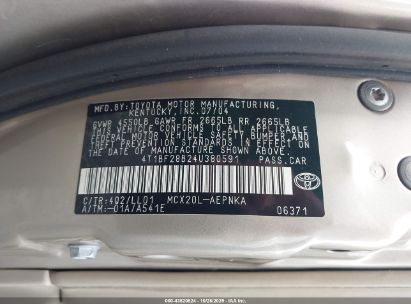 MFD.BY:TOYOTA MOTOR MANUFACTURING,
KENTUCKY, INC.07/04
GVWR 4550LB GAWR FR 2665LB RR 2665LB
THIS VEHICLE CONFORMS TO ALL APPLICABLE
FEDERAL MOTOR VEHICLE SAFETY, BUMPER, AND
THEFT PREVENTION STANDARDS IN EFFECT ON
THE DATE OF MANUFACTURE SHOWN ABOVE.
4T1BF28B24U380591 PASS.CAR
C/TR:402/LL01 MCX20L-AEPNKA
A/TM:-01A/A541E
TOYOTA
06371